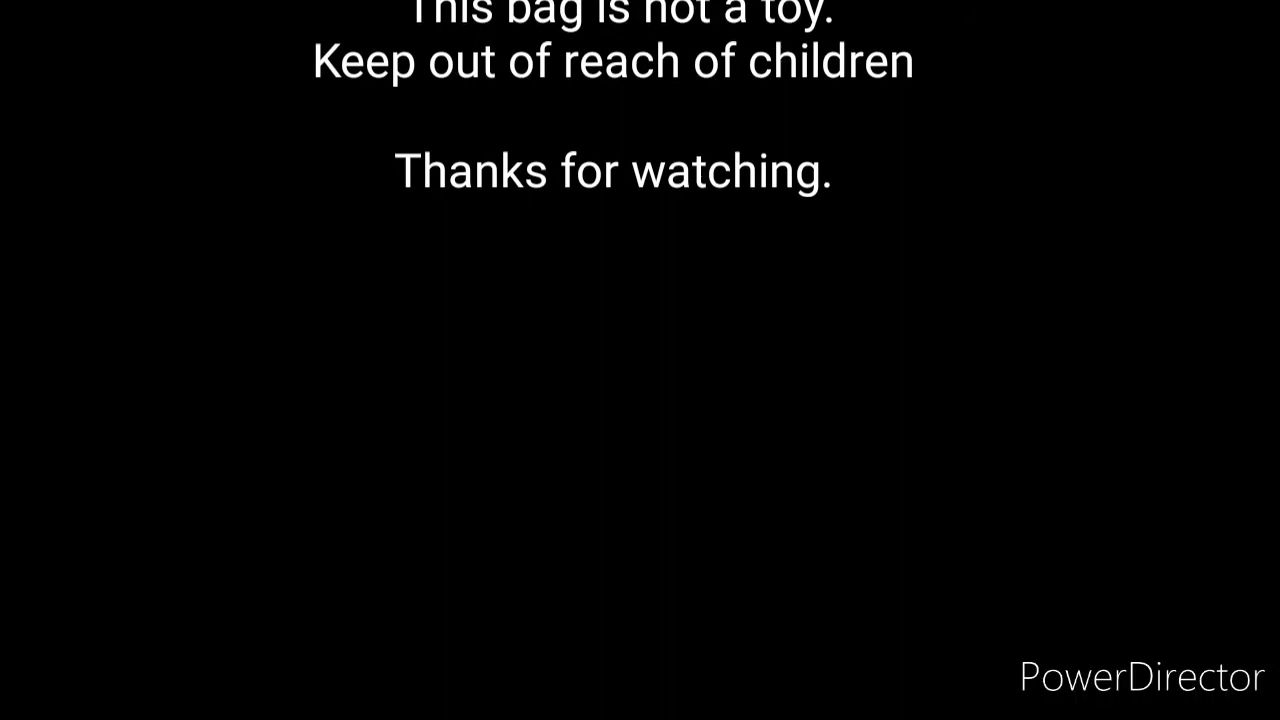 This bag is not a toy.
Keep out of reach of children
Thanks for watching.
PowerDirector